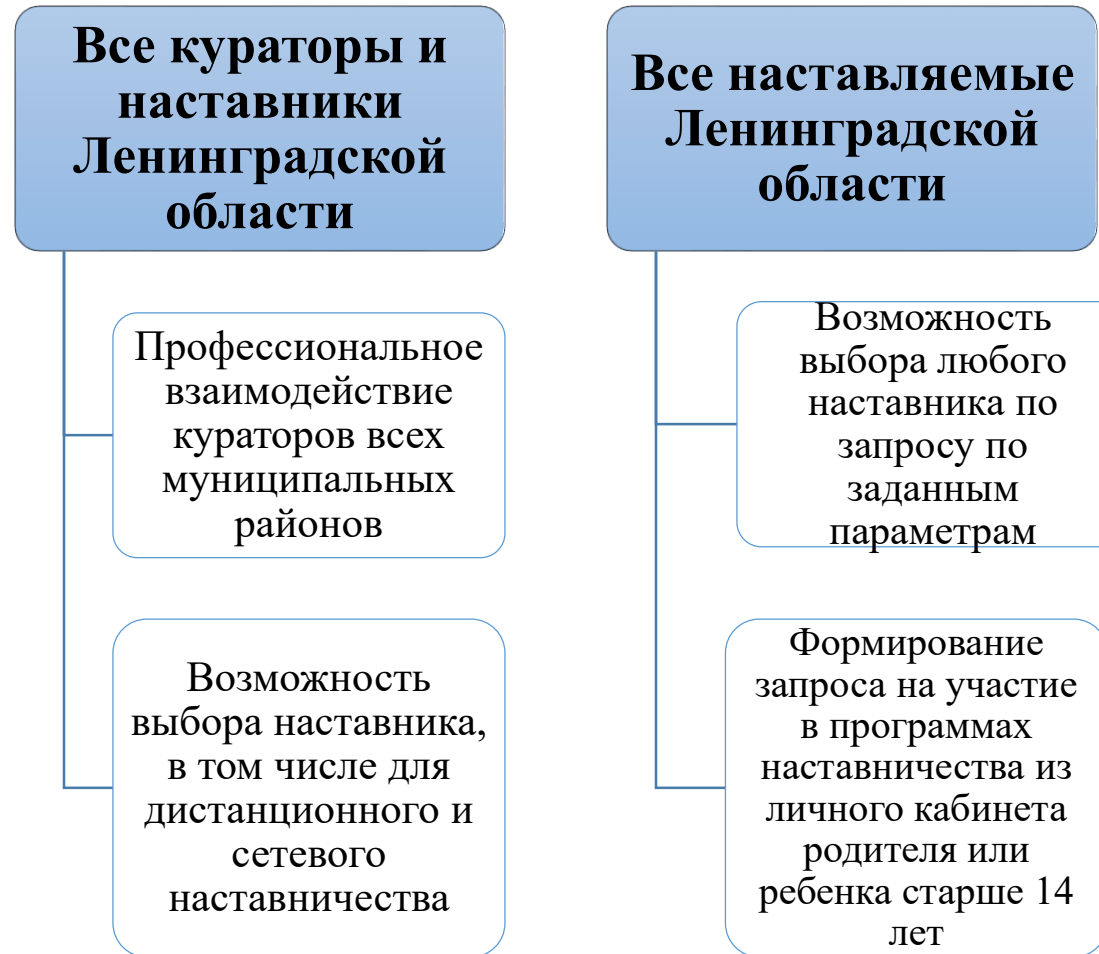 Все кураторы и
наставники
Ленинградской
области
Профессиональное
взаимодействие
кураторов всех
муниципальных
районов
Возможность
выбора наставника,
в том числе для
дистанционного и
сетевого
наставничества
Все наставляемые
Ленинградской
области
Возможность
выбора любого
наставника по
запросу по
заданным
параметрам
Формирование
запроса на участие
в программах
наставничества из
личного кабинета
родителя или
ребенка старше 14
лет